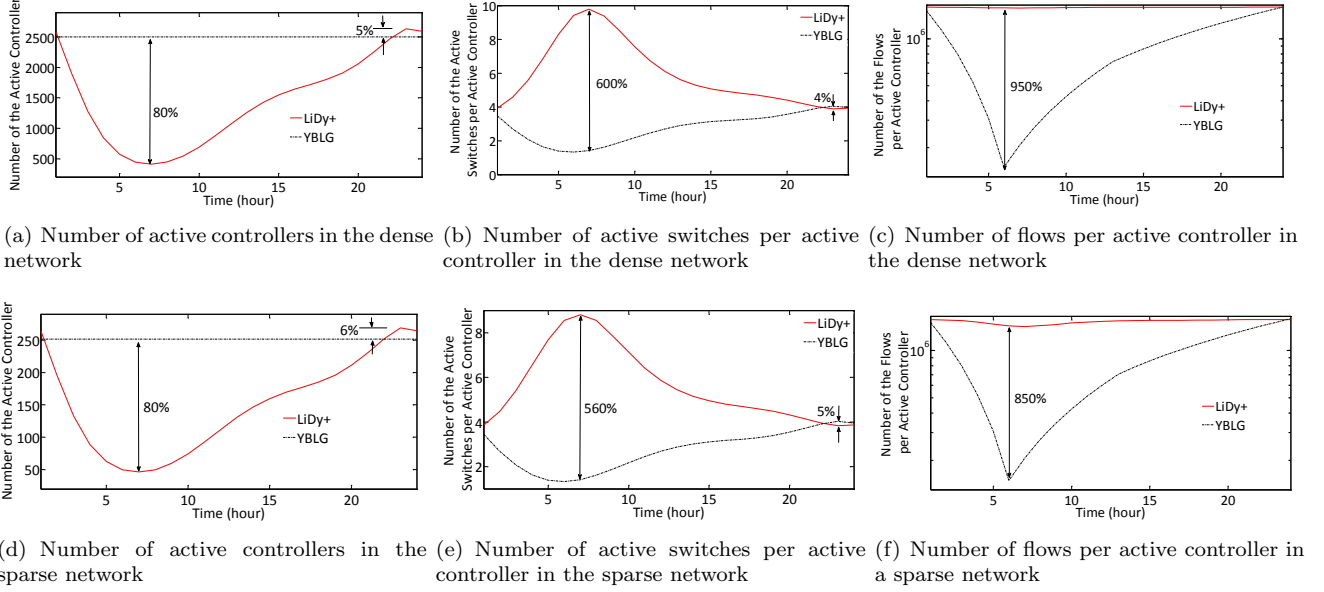 Number of the Active Controller
2500
2000
1500
1000
500
5%
80%
LiDy+
YBLG
5
10
15
20
Time (hour)
(a) Number of active controllers in the dense
network
Number of the Active
Switches per Active Controller
10
8
6
4
2
0
LiDy+
YBLG
600%
4%
5
10
15
20
Time (hour)
(b) Number of active switches per active
controller in the dense network
Number of the Flows
per Active Controller
10^6
LiDy+
YBLG
950%
5
10
15
20
Time (hour)
(c) Number of flows per active controller in
the dense network
Number of the Active Controller
250
200
150
100
50
6%
80%
LiDy+
YBLG
5
10
15
20
Time (hour)
(d) Number of active controllers in the
sparse network
Number of the Active
Switches per Active Controller
8
6
4
2
LiDy+
YBLG
560%
5%
5
10
15
20
Time (hour)
(e) Number of active switches per active
controller in the sparse network
Number of the Flows
per Active Controller
10^6
LiDy+
YBLG
850%
5
10
15
20
Time (hour)
(f) Number of flows per active controller in
a sparse network